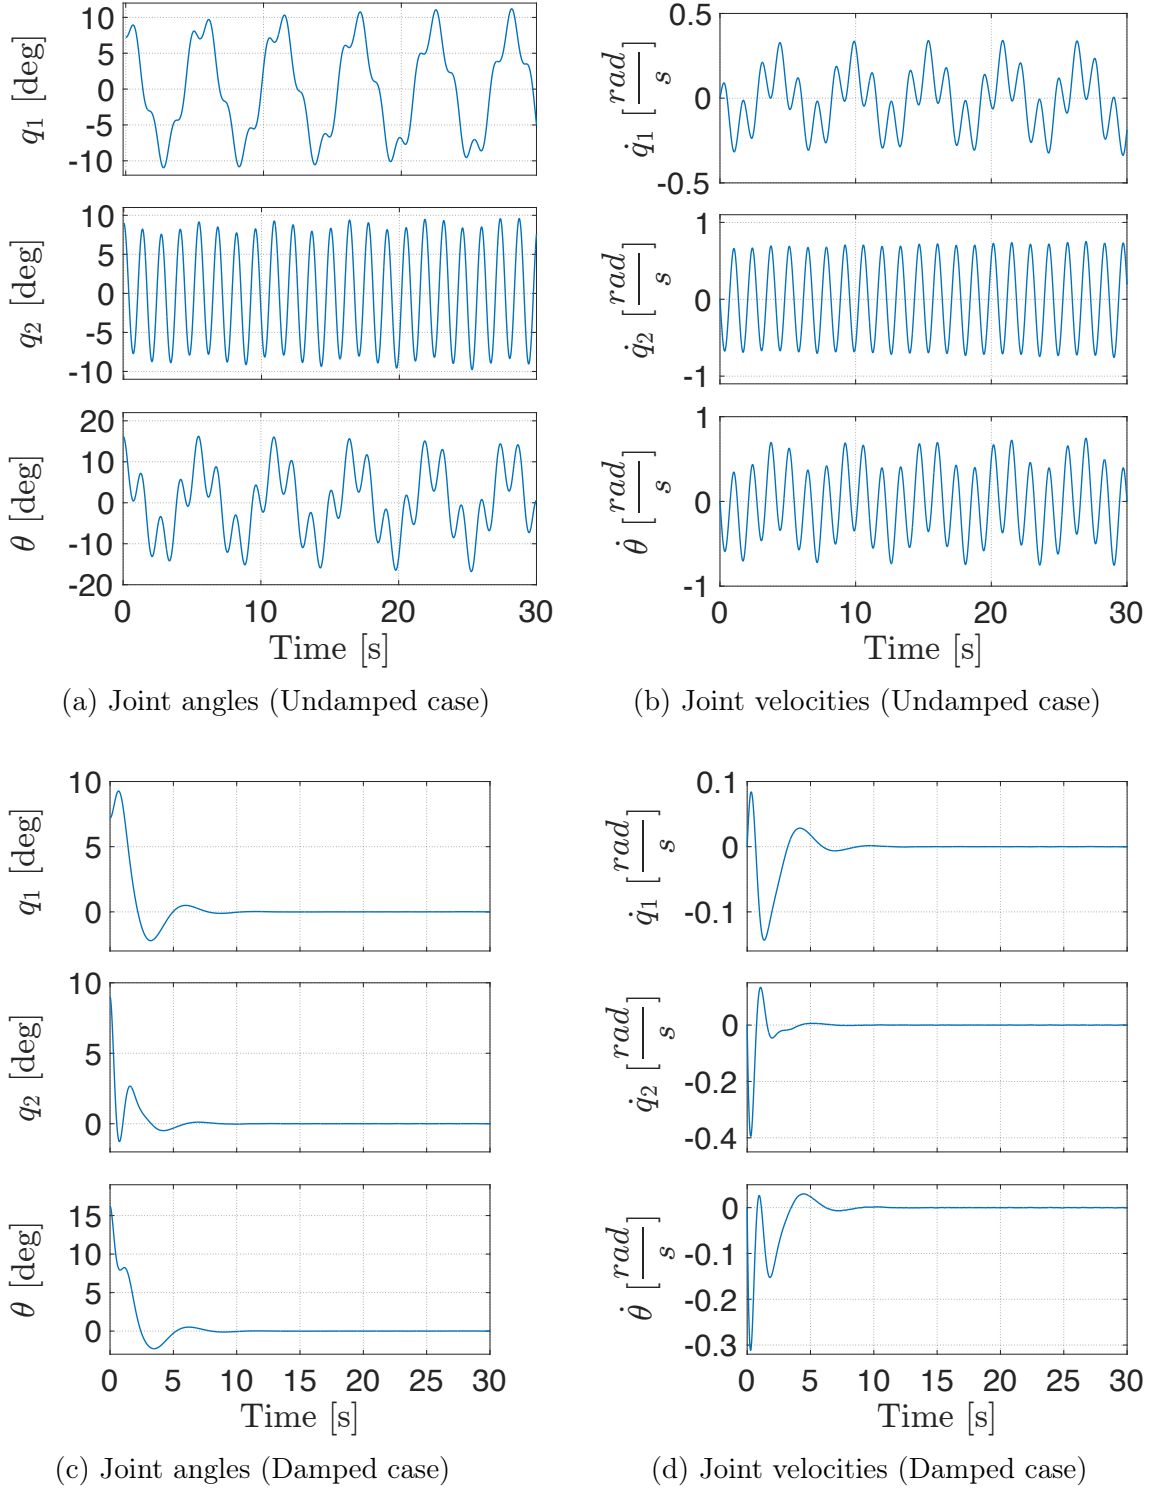 q1 [deg]
10
5
0
-5
-10
q2 [deg]
10
5
0
-5
-10
θ [deg]
20
10
0
-10
-20
0 10 20 30
Time [s]
(a) Joint angles (Undamped case)
q̇1 [rad/s]
0.5
0
-0.5
q̇2 [rad/s]
1
0
-1
θ̇ [rad/s]
1
0
-1
0 10 20 30
Time [s]
(b) Joint velocities (Undamped case)
q1 [deg]
10
5
0
q2 [deg]
10
5
0
θ [deg]
15
10
5
0
0 5 10 15 20 25 30
Time [s]
(c) Joint angles (Damped case)
q̇1 [rad/s]
0.1
0
-0.1
q̇2 [rad/s]
0
-0.2
-0.4
θ̇ [rad/s]
0
-0.1
-0.2
-0.3
0 5 10 15 20 25 30
Time [s]
(d) Joint velocities (Damped case)